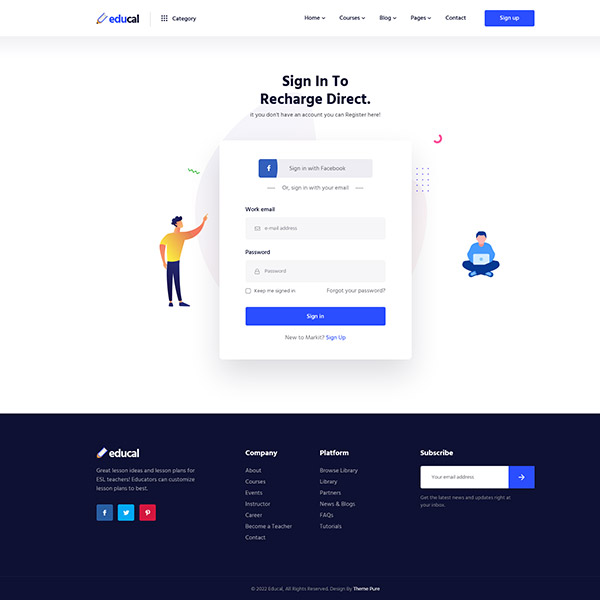 educal
Category
Home
Courses
Blog
Pages
Contact
Sign up
Sign In To
Recharge Direct.
it you don't have an account you can Register here!
f
Sign in with Facebook
Or, sign in with your email
Work email
e-mail address
Password
Password
Keep me signed in
Forgot your password?
Sign in
New to Markit? Sign Up
educal
Great lesson ideas and lesson plans for
ESL teachers! Educators can customize
lesson plans to best.
Company
About
Courses
Events
Instructor
Career
Become a Teacher
Contact
Platform
Browse Library
Library
Partners
News & Blogs
FAQs
Tutorials
Subscribe
Your email address
Get the latest news and updates right at
your inbox.
© 2022 Educal, All Rights Reserved. Design By Theme Pure